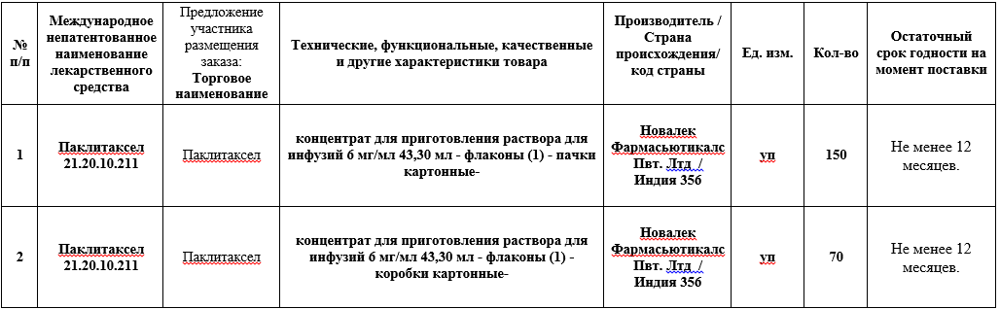 №
п/п
Международное
непатентованное
наименование
лекарственного
средства
Предложение
участника
размещения
заказа:
Торговое
наименование
Технические, функциональные, качественные
и другие характеристики товара
Производитель /
Страна
происхождения/
код страны
Ед. изм.
Кол-во
Остаточный
срок годности на
момент поставки
1
Паклитаксел
21.20.10.211
Паклитаксел
концентрат для приготовления раствора для
инфузий 6 мг/мл 43,30 мл - флаконы (1) - пачки
картонные-
Новалек
Фармасьютикалс
Пвт. Лтд /
Индия 356
уп
150
Не менее 12
месяцев.
2
Паклитаксел
21.20.10.211
Паклитаксел
концентрат для приготовления раствора для
инфузий 6 мг/мл 43,30 мл - флаконы (1) -
коробки картонные-
Новалек
Фармасьютикалс
Пвт. Лтд /
Индия 356
уп
70
Не менее 12
месяцев.